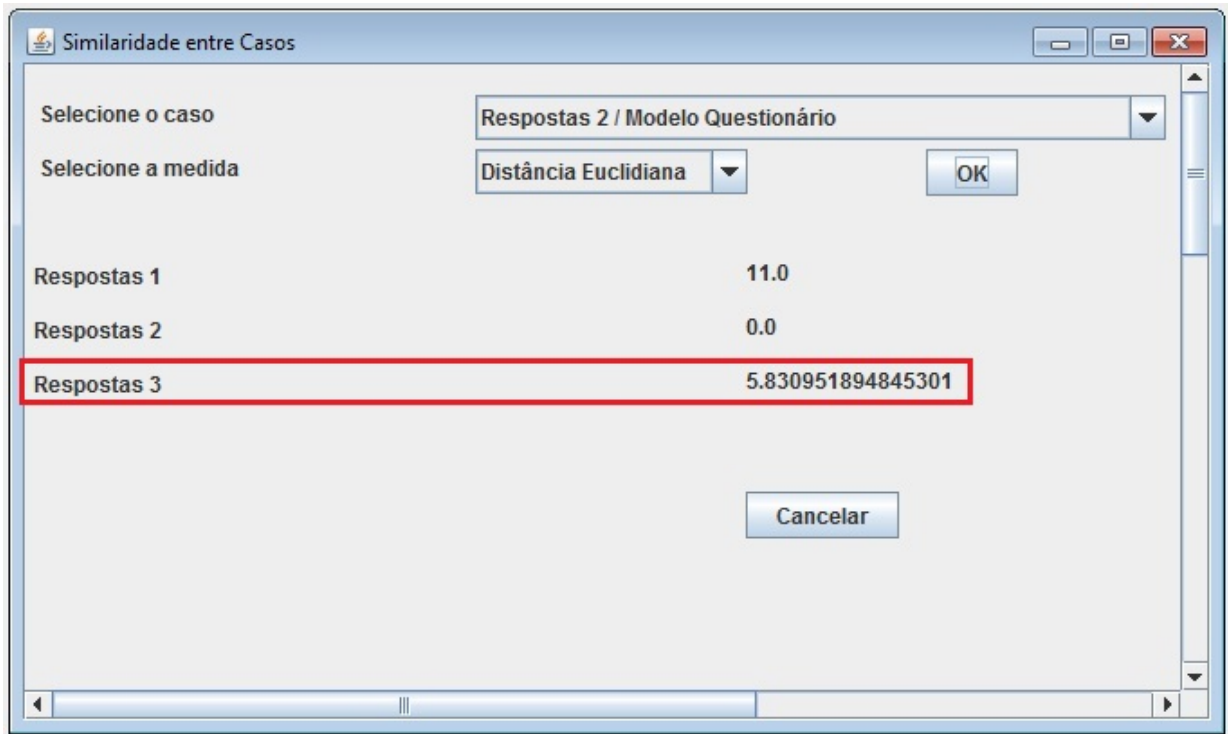 Similaridade entre Casos
Selecione o caso
Respostas 2 / Modelo Questionário
Selecione a medida
Distância Euclidiana
OK
Respostas 1
11.0
Respostas 2
0.0
Respostas 3
5.830951894845301
Cancelar